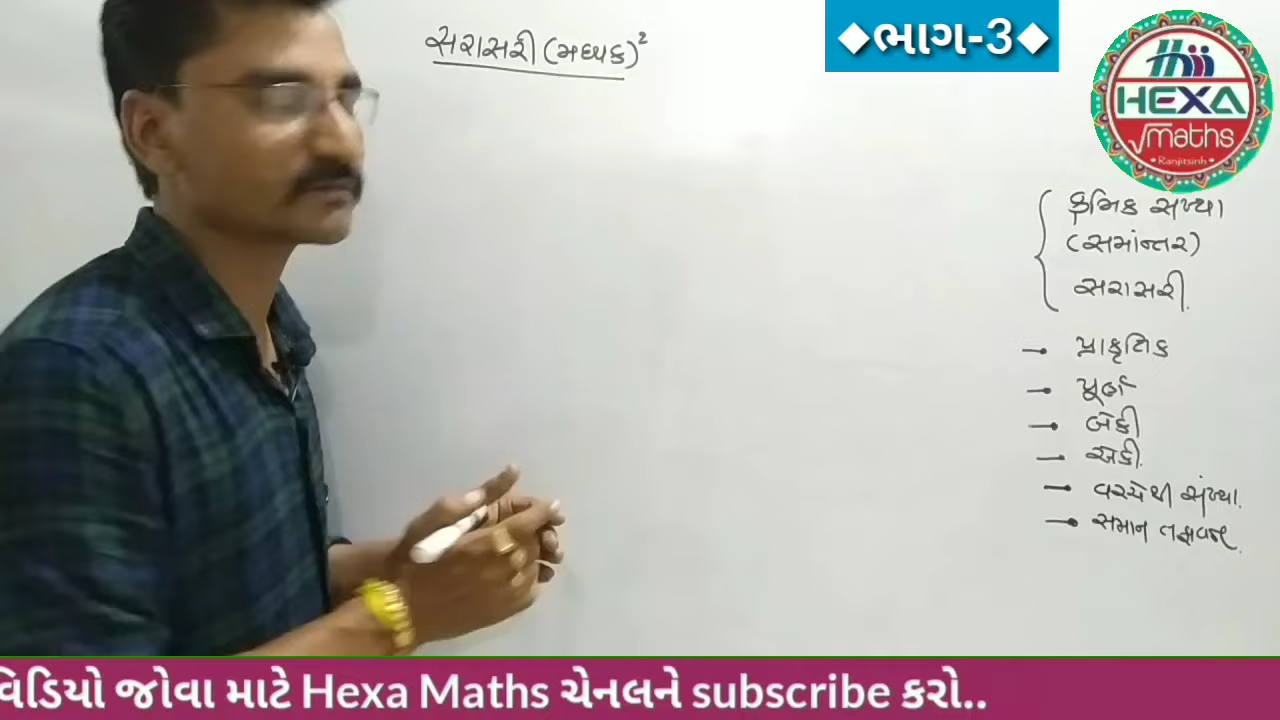 સરાસરી (મધ્યક)²
◆ભાગ-3◆
HEXA
√maths
Ranjitsinh
ક્રમિક સંખ્યા
(સમાંન્તર)
સરાસરી.
પ્રાકૃતિક
પૂર્ણ
બેકી
એકી.
વચ્ચેથી સંખ્યા.
સમાન તફાવત.
વિડિયો જોવા માટે Hexa Maths ચેનલને subscribe કરો..